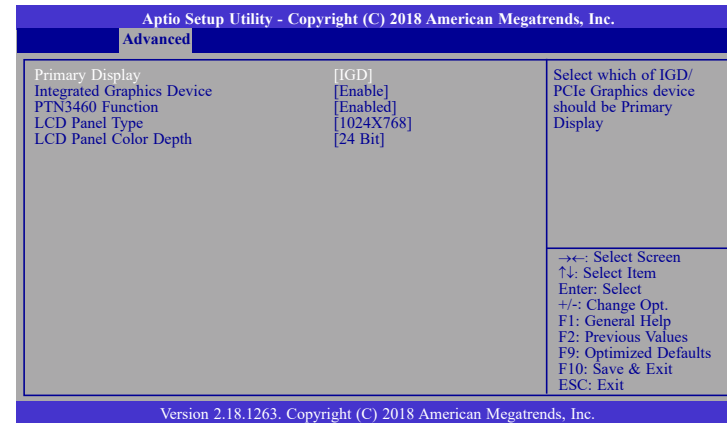 Aptio Setup Utility - Copyright (C) 2018 American Megatrends, Inc.
Advanced
Primary Display [IGD]
Integrated Graphics Device [Enable]
PTN3460 Function [Enabled]
LCD Panel Type [1024X768]
LCD Panel Color Depth [24 Bit]
Select which of IGD/
PCIe Graphics device
should be Primary
Display
→←: Select Screen
↑↓: Select Item
Enter: Select
+/-: Change Opt.
F1: General Help
F2: Previous Values
F9: Optimized Defaults
F10: Save & Exit
ESC: Exit
Version 2.18.1263. Copyright (C) 2018 American Megatrends, Inc.